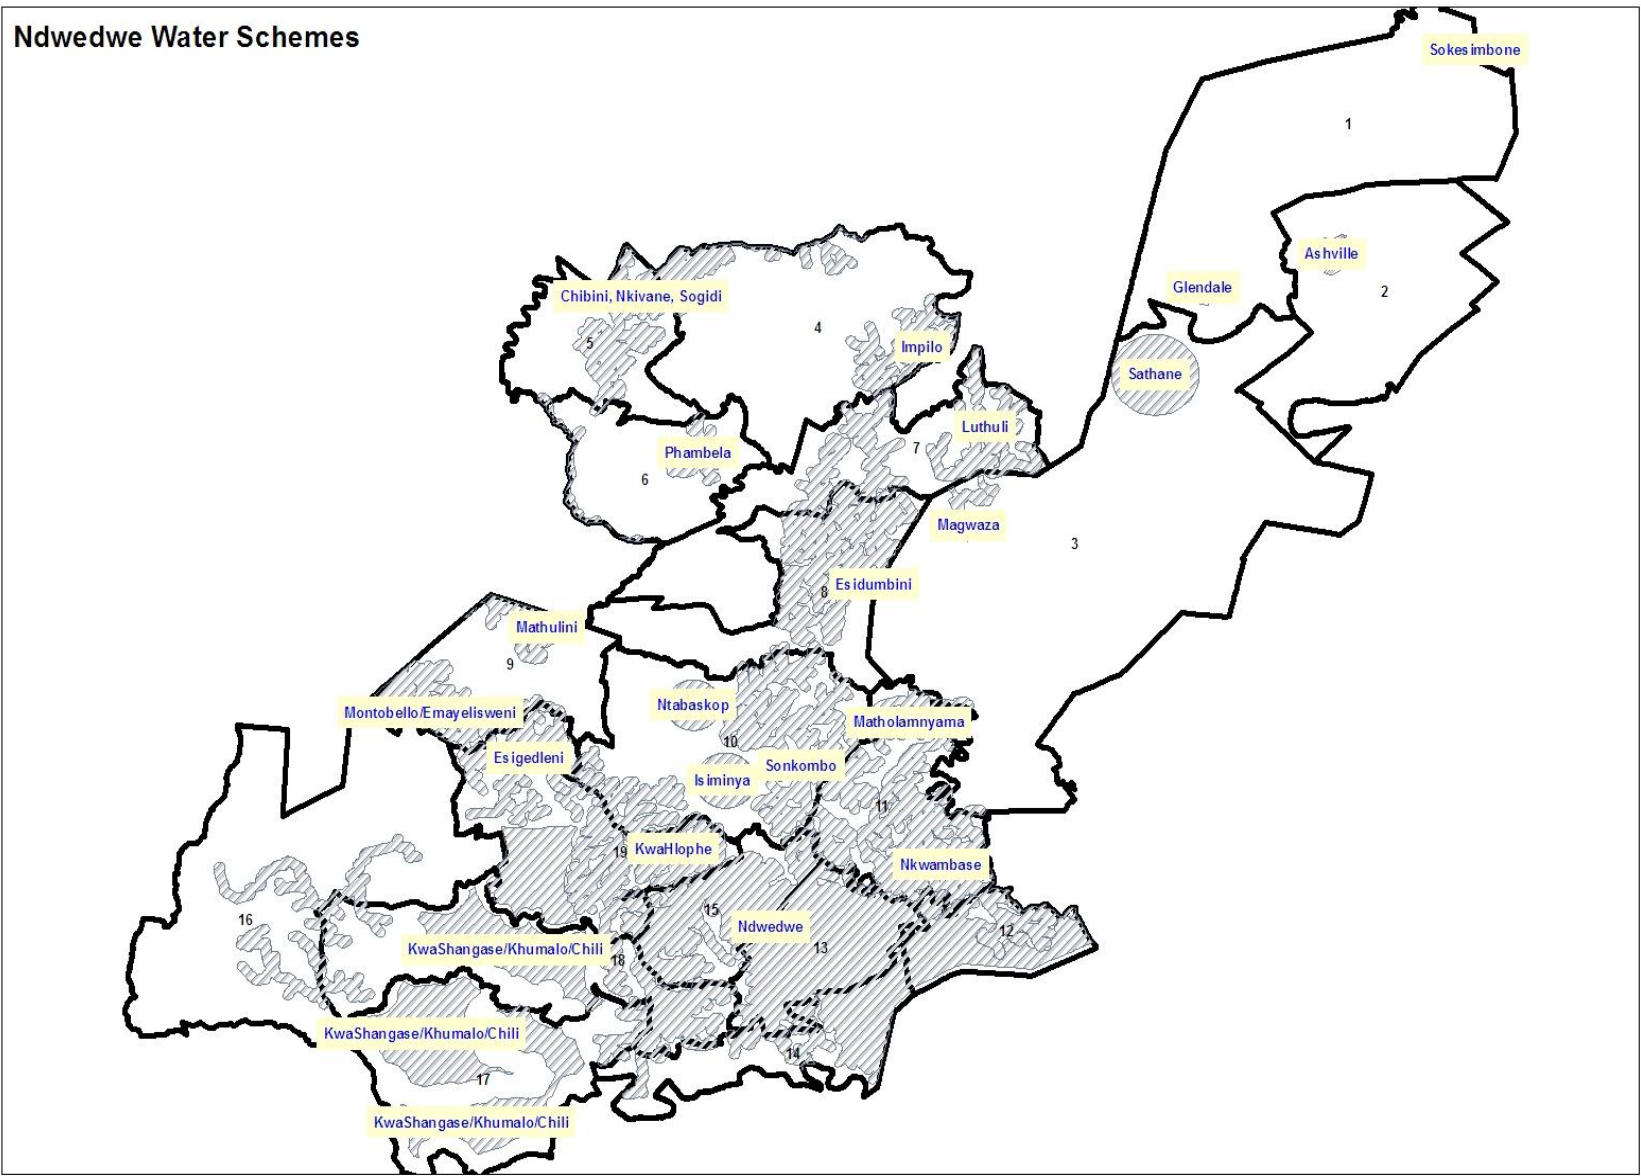 Ndwedwe Water Schemes
Sokesimbone
1
Ashville
2
Glendale
Chibini, Nkivane, Sogidi
4
5
Impilo
Sathane
Luthuli
7
Phambela
6
Magwaza
3
Esidumbini
8
Mathulini
9
Ntabaskop
Montobello/Emayelisweni
Matholamnyama
10
Esigedleni
Sonkombo
Isiminya
11
KwaHlophe
19
Nkwambase
15
16
Ndwedwe
12
13
KwaShangase/Khumalo/Chili
18
KwaShangase/Khumalo/Chili
14
17
KwaShangase/Khumalo/Chili